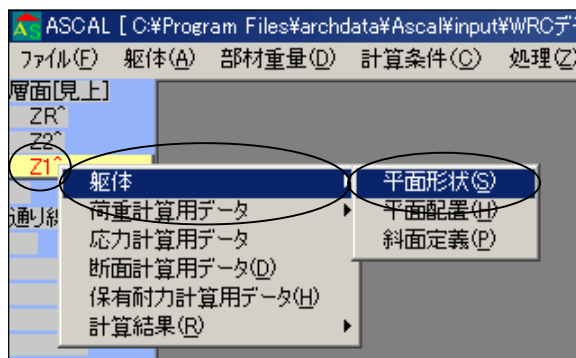 ASCAL [ C:¥Program Files¥archdata¥Ascal¥input¥WRCデ
ファイル(F) 躯体(A) 部材重量(D) 計算条件(C) 処理(Z)
層面[見上]
ZR^
Z2^
Z1^
躯体 平面形状(S)
通り 荷重計算用データ 平面配置(H)
応力計算用データ 斜面定義(P)
断面計算用データ(D)
保有耐力計算用データ(H)
計算結果(R)